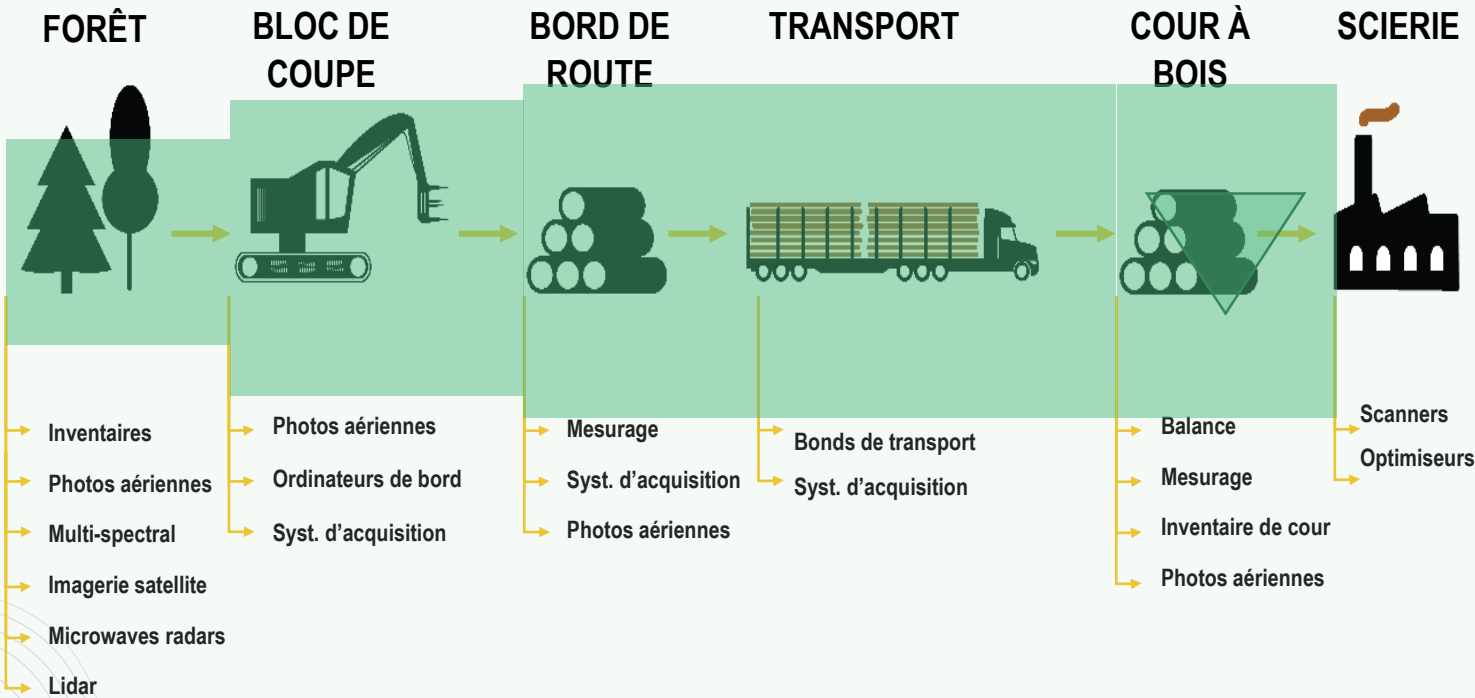 FORÊT
BLOC DE
COUPE
BORD DE
ROUTE
TRANSPORT
COUR À
BOIS
SCIERIE
Inventaires
Photos aériennes
Multi-spectral
Imagerie satellite
Microwaves radars
Lidar
Photos aériennes
Ordinateurs de bord
Syst. d’acquisition
Mesurage
Syst. d’acquisition
Photos aériennes
Bonds de transport
Syst. d’acquisition
Balance
Mesurage
Inventaire de cour
Photos aériennes
Scanners
Optimiseurs